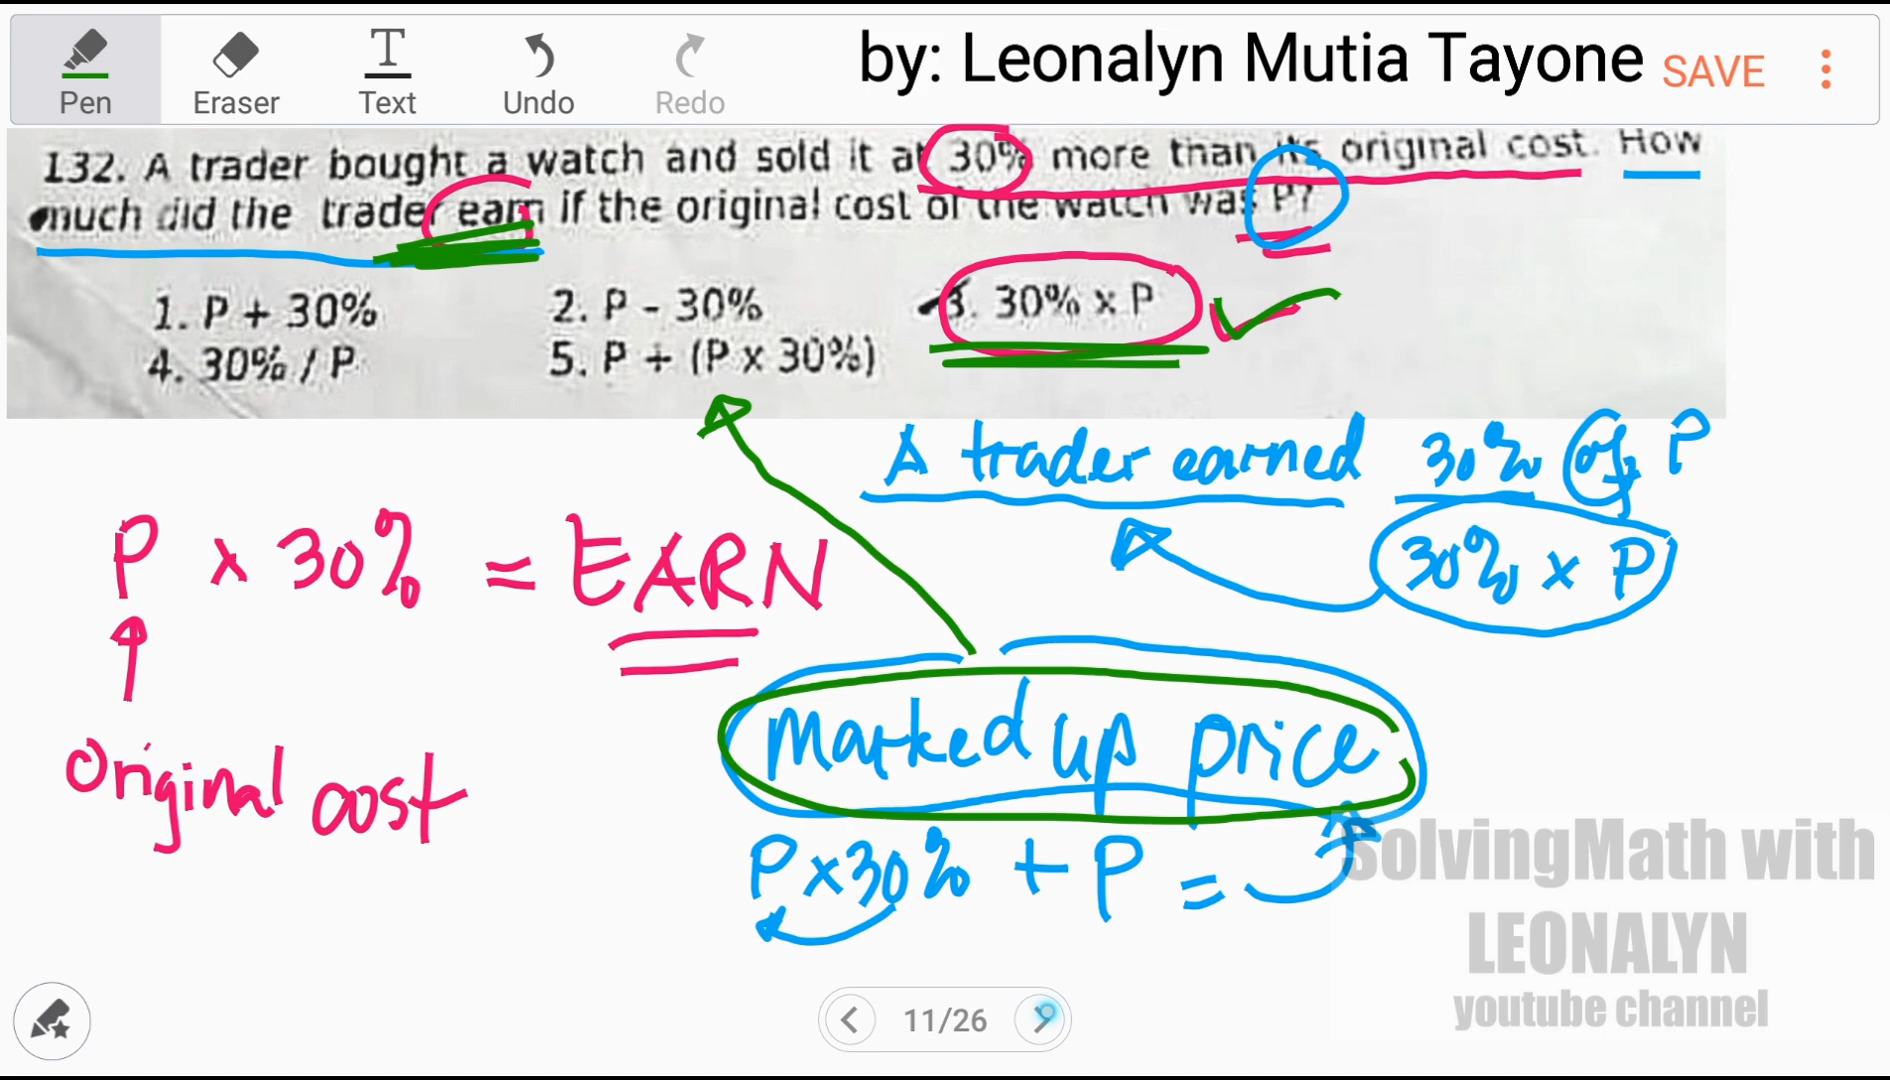 by: Leonalyn Mutia Tayone
SAVE
Pen
Eraser
Text
Undo
Redo
132. A trader bought a watch and sold it at 30% more than its original cost. How
much did the trader earn if the original cost of the watch was P?
1. P + 30%
2. P - 30%
3. 30% x P
4. 30% / P
5. P + (P x 30%)
A trader earned 30% of P
30% x P
P x 30% = EARN
Original cost
Marked up price
P x 30% + P =
SolvingMath with
LEONALYN
youtube channel
11/26